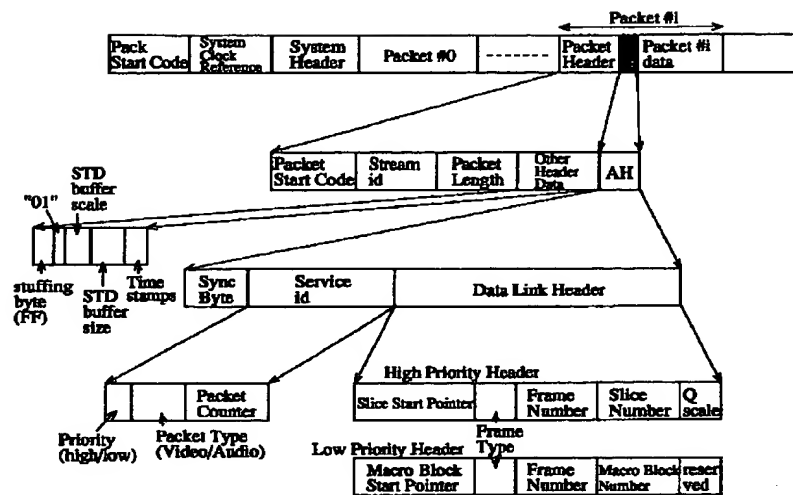 Packet #i
Pack
Start Code
System
Clock
Reference
System
Header
Packet #0
--------
Packet
Header
Packet #i
data
Packet
Start Code
Stream
id
Packet
Length
Other
Header
Data
AH
STD
buffer
scale
"01"
stuffing
byte
(FF)
STD
buffer
size
Time
stamps
Sync
Byte
Service
id
Data Link Header
High Priority Header
Packet
Counter
Slice Start Pointer
Frame
Number
Slice
Number
Q
scale
Priority
(high/low)
Packet Type
(Video/Audio)
Frame
Type
Low Priority Header
Macro Block
Start Pointer
Frame
Number
Macro Block
Number
reser
ved